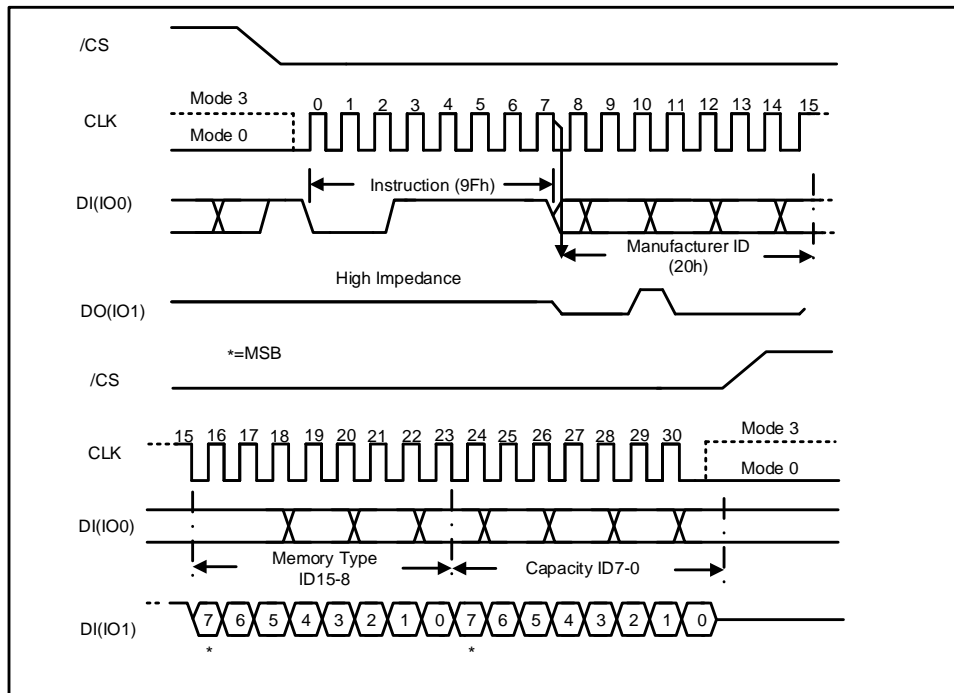 /CS
Mode 3
0 1 2 3 4 5 6 7 8 9 10 11 12 13 14 15
CLK
Mode 0
Instruction (9Fh)
DI(IO0)
Manufacturer ID
(20h)
High Impedance
DO(IO1)
*=MSB
/CS
15 16 17 18 19 20 21 22 23 24 25 26 27 28 29 30
Mode 3
CLK
Mode 0
DI(IO0)
Memory Type
ID15-8
Capacity ID7-0
7 6 5 4 3 2 1 0 7 6 5 4 3 2 1 0
DI(IO1)
* *